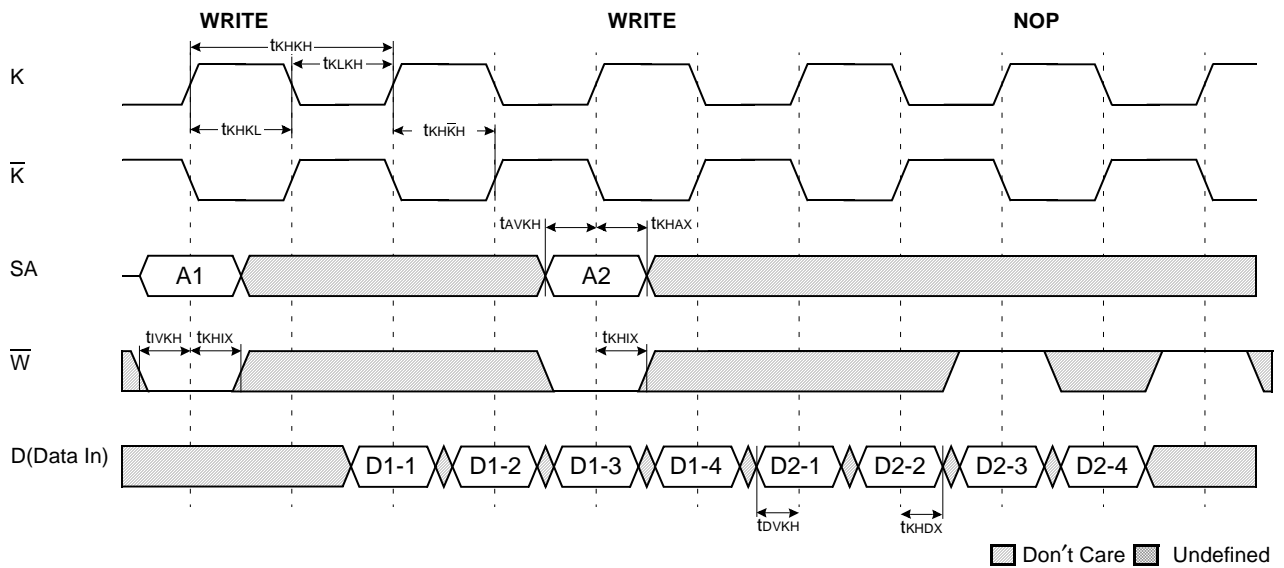 WRITE WRITE NOP
tKHKH
tKLKH
K
tKHKL tKHK̅H
K̅
tAVKH tKHAX
SA A1 A2
tIVKH tKHIX tKHIX
W̅
D(Data In) D1-1 D1-2 D1-3 D1-4 D2-1 D2-2 D2-3 D2-4
tDVKH tKHDX
Don′t Care Undefined